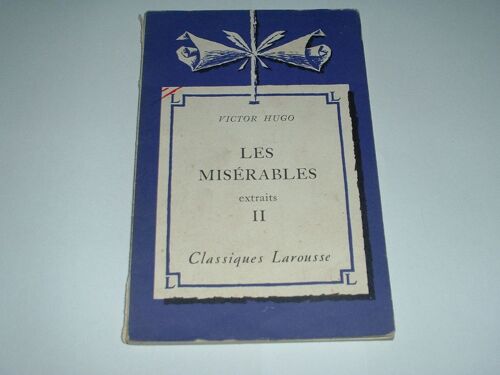 L L
VICTOR HUGO
LES
MISÉRABLES
extraits
II
Classiques Larousse
L L